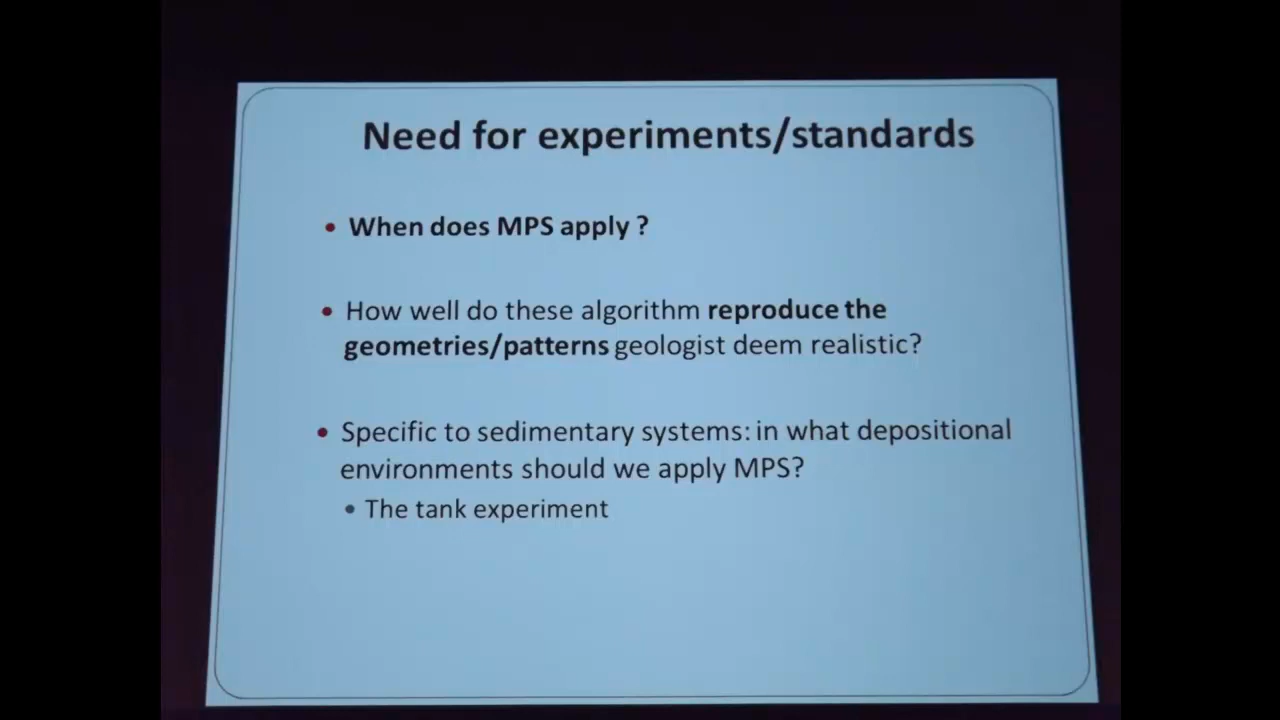 Need for experiments/standards
• When does MPS apply ?
• How well do these algorithm reproduce the
geometries/patterns geologist deem realistic?
• Specific to sedimentary systems: in what depositional
environments should we apply MPS?
• The tank experiment